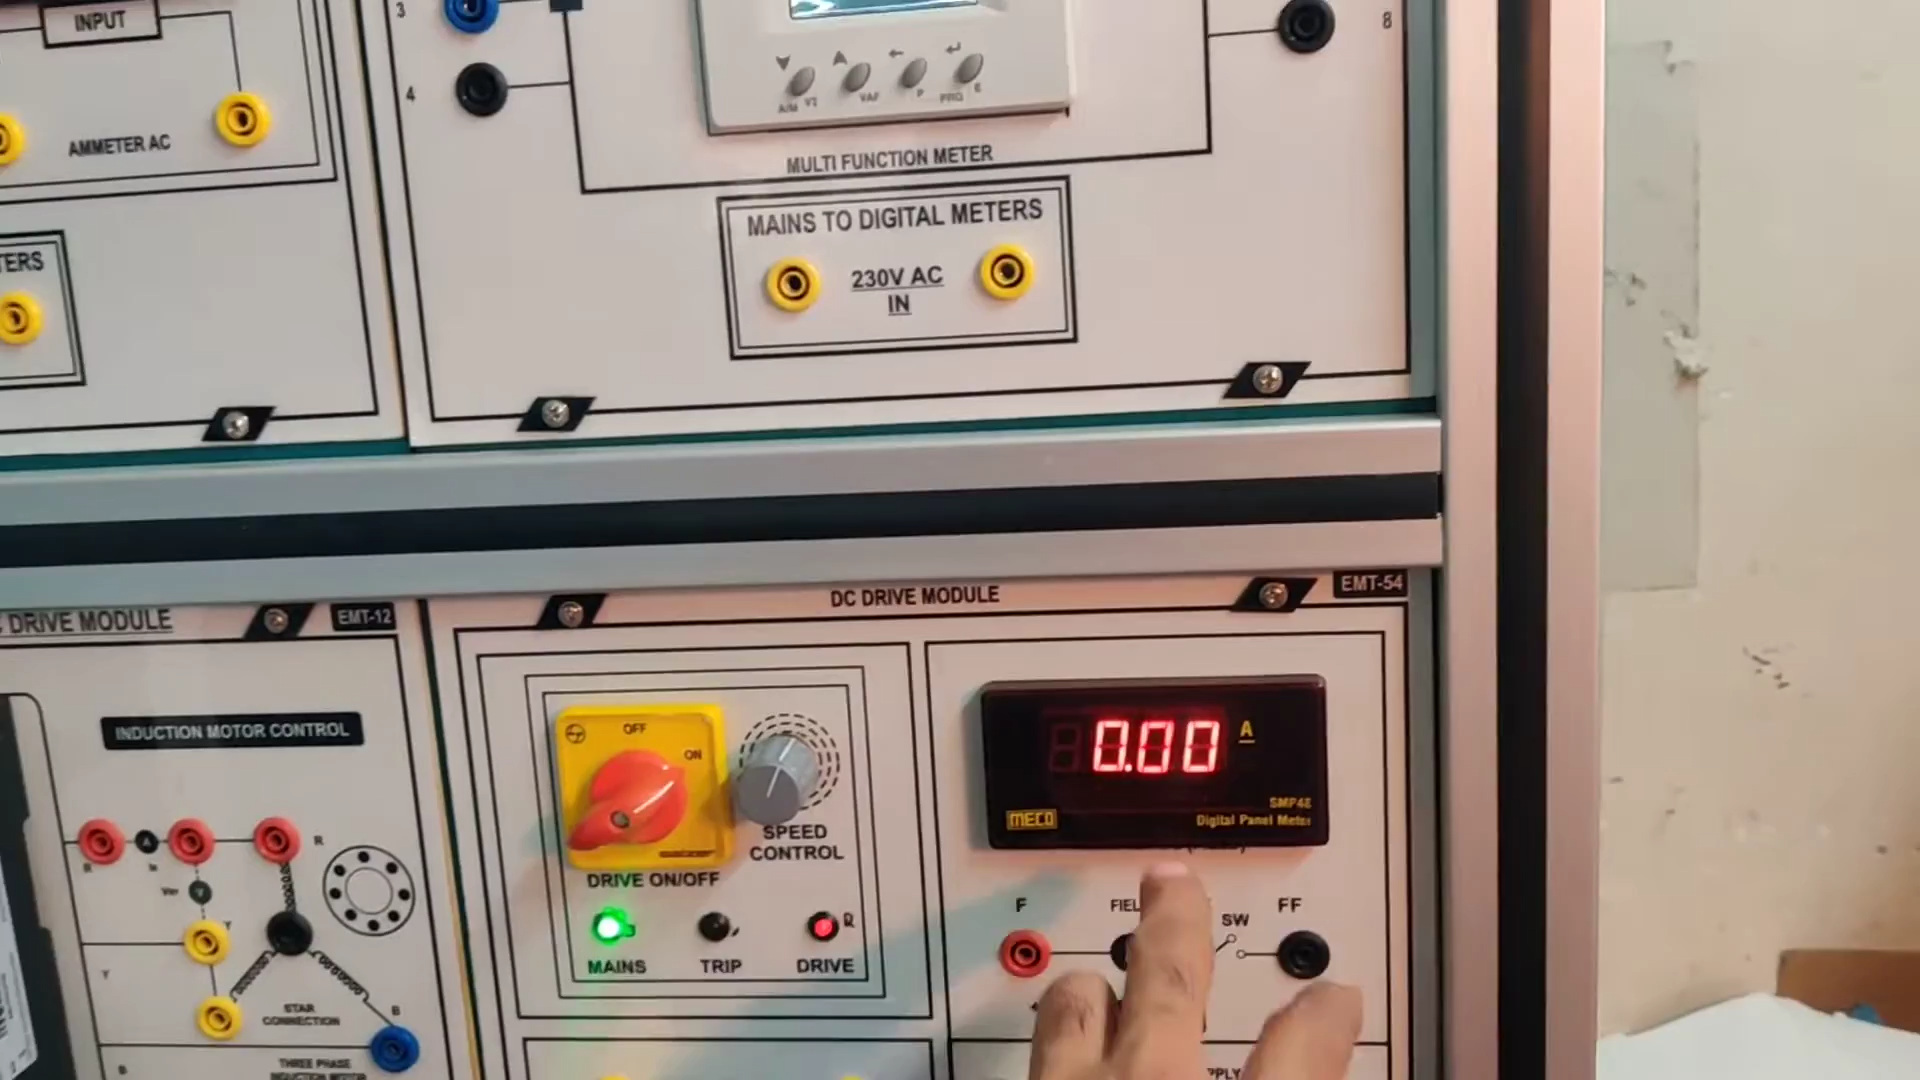 INPUT
AMMETER AC
TERS
3
4
8
A/M V1
VAF
P
PRG E
MULTI FUNCTION METER
MAINS TO DIGITAL METERS
230V AC
IN
DRIVE MODULE
EMT-12
INDUCTION MOTOR CONTROL
R
R
Y
Y
STAR
CONNECTION
B
B
THREE PHASE
INDUCTION MOTOR
DC DRIVE MODULE
EMT-54
OFF
ON
SPEED
CONTROL
DRIVE ON/OFF
MAINS
TRIP
DRIVE
0.00
A
SMP48
MECO
Digital Panel Meter
F
FIEL
SW
FF